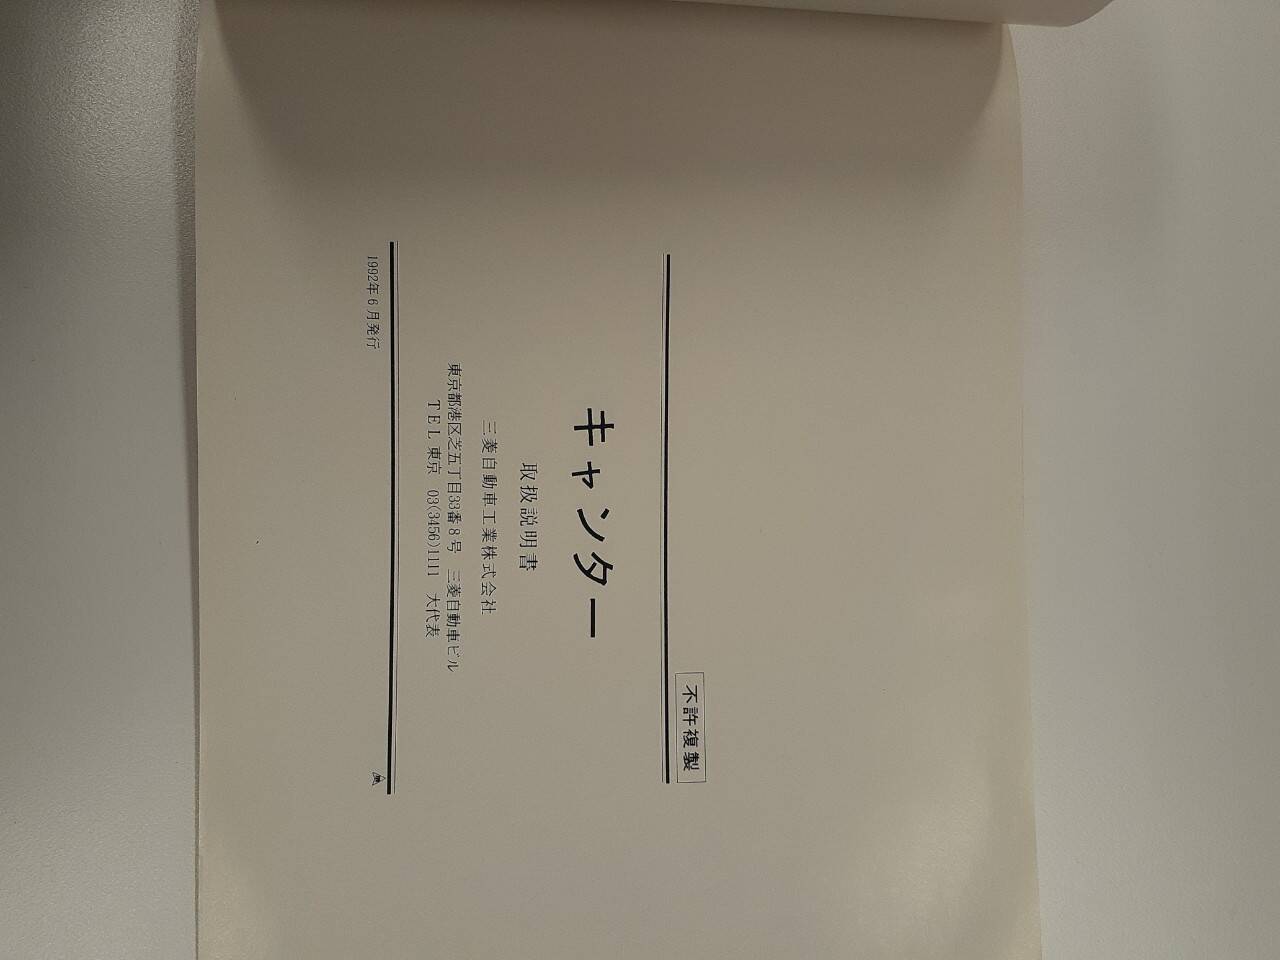 不許複製
キャンター
取扱説明書
三菱自動車工業株式会社
東京都港区芝五丁目33番8号 三菱自動車ビル
TEL 東京 03(3456)1111 大代表
1992年6月発行